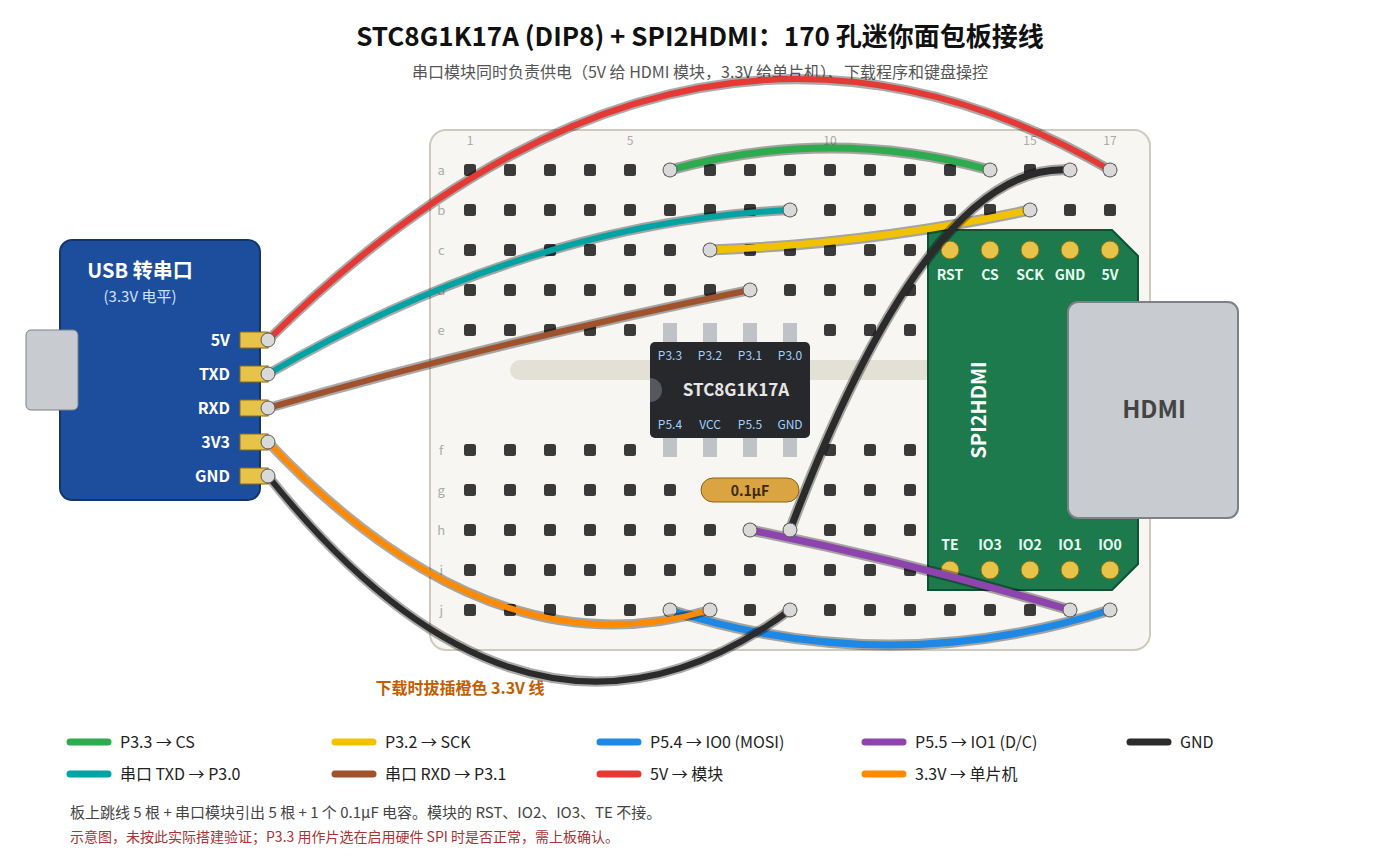 STC8G1K17A (DIP8) + SPI2HDMI：170 孔迷你面包板接线
串口模块同时负责供电（5V 给 HDMI 模块，3.3V 给单片机）、下载程序和键盘操控
1 5 10 15 17
a
b
c
d
e
f
g
h
i
j
USB 转串口
(3.3V 电平)
5V
TXD
RXD
3V3
GND
P3.3 P3.2 P3.1 P3.0
STC8G1K17A
P5.4 VCC P5.5 GND
0.1μF
RST CS SCK GND 5V
SPI2HDMI
HDMI
TE IO3 IO2 IO1 IO0
下载时拔插橙色 3.3V 线
P3.3 → CS P3.2 → SCK P5.4 → IO0 (MOSI) P5.5 → IO1 (D/C) GND
串口 TXD → P3.0 串口 RXD → P3.1 5V → 模块 3.3V → 单片机
板上跳线 5 根 + 串口模块引出 5 根 + 1 个 0.1μF 电容。模块的 RST、IO2、IO3、TE 不接。
示意图，未按此实际搭建验证；P3.3 用作片选在启用硬件 SPI 时是否正常，需上板确认。